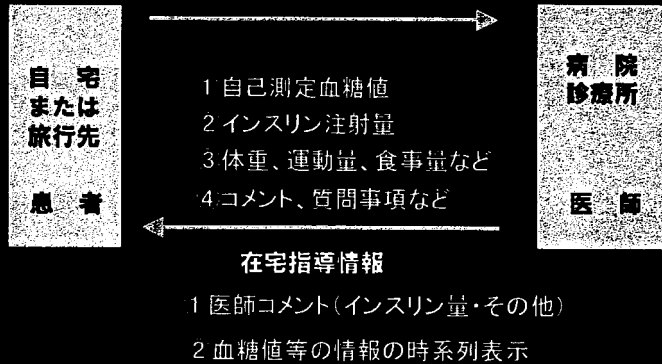 自 宅
または
旅行先
患 者
病 院
診療所
医 師
1 自己測定血糖値
2 インスリン注射量
3 体重、運動量、食事量など
4 コメント、質問事項など
在宅指導情報
1 医師コメント(インスリン量・その他)
2 血糖値等の情報の時系列表示